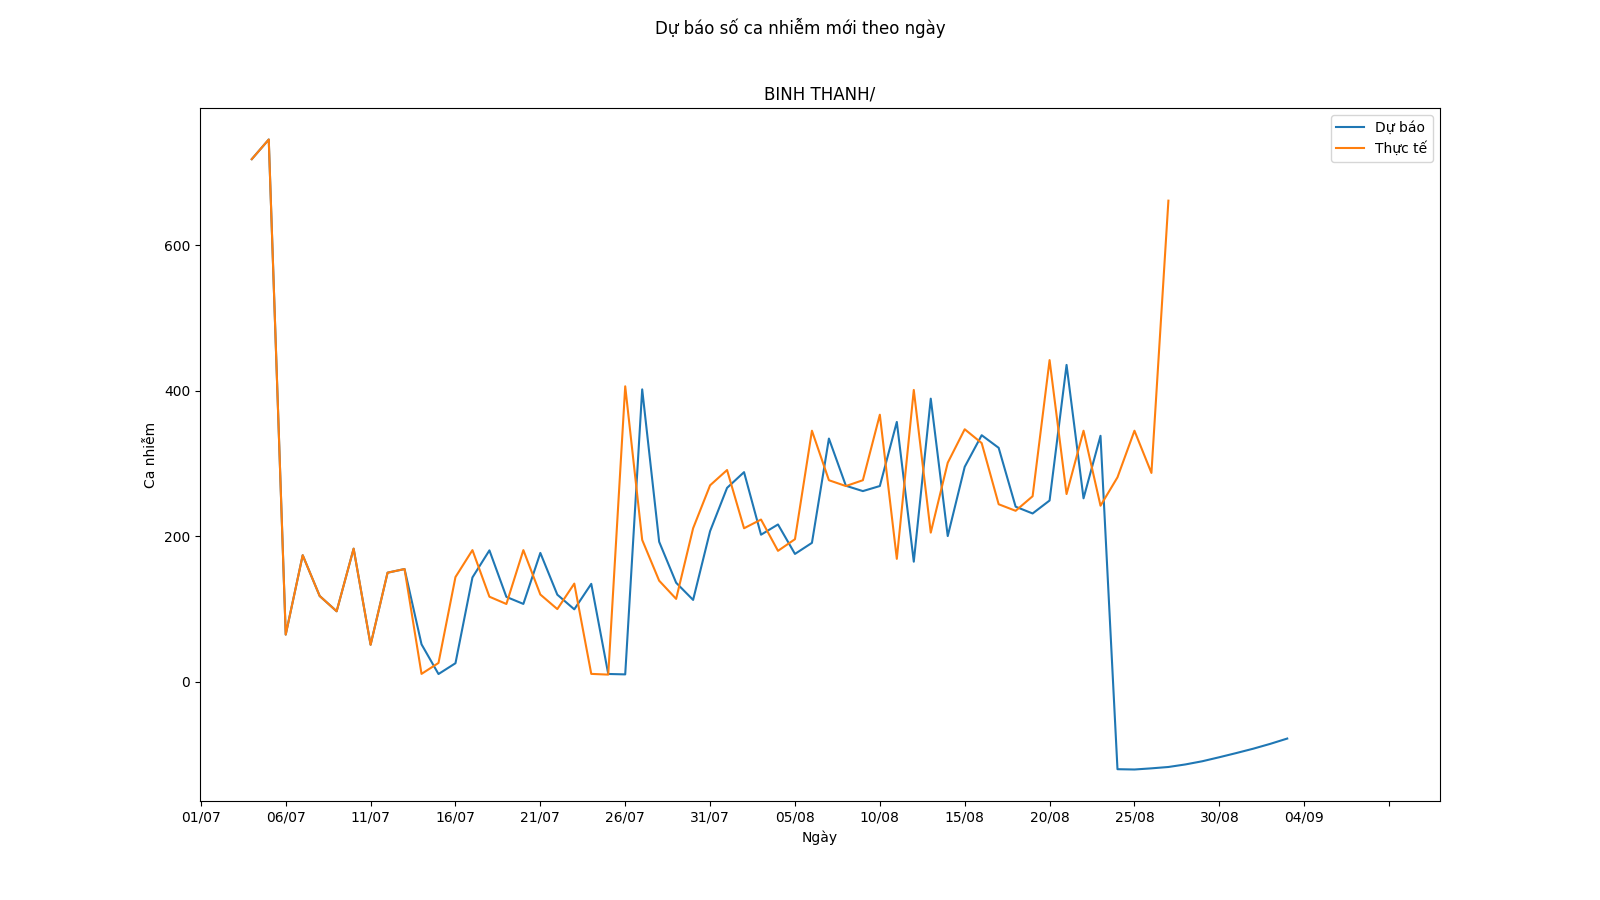 Dự báo số ca nhiễm mới theo ngày
BINH THANH/
Dự báo
Thực tế
600
400
200
0
Ca nhiễm
01/07 06/07 11/07 16/07 21/07 26/07 31/07 05/08 10/08 15/08 20/08 25/08 30/08 04/09
Ngày